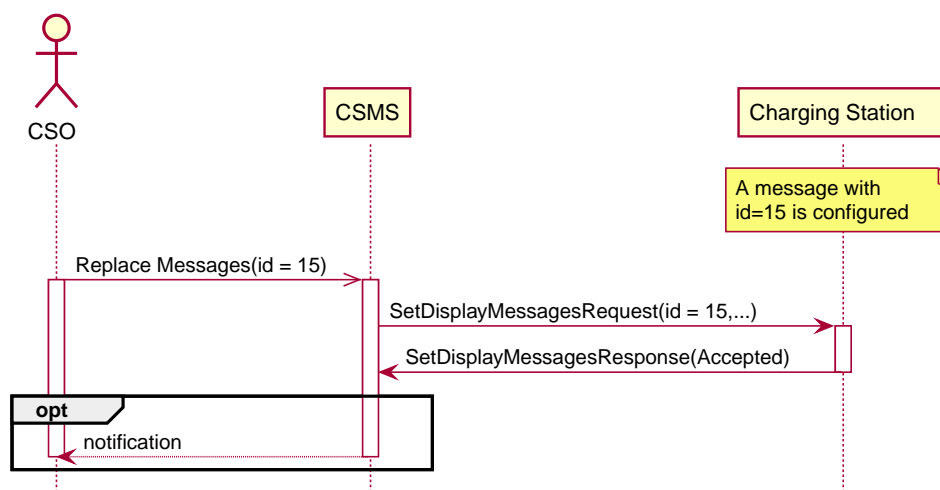 CSO
CSMS
Charging Station
A message with
id=15 is configured
Replace Messages(id = 15)
SetDisplayMessagesRequest(id = 15,...)
SetDisplayMessagesResponse(Accepted)
opt
notification